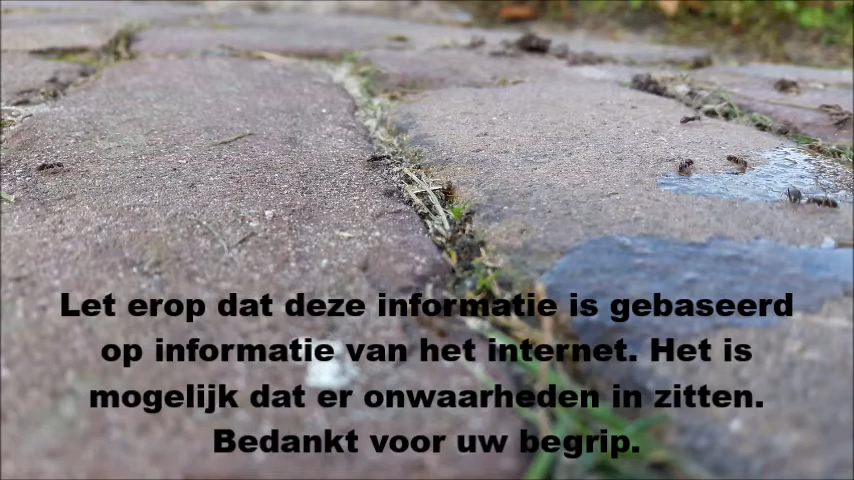 Let erop dat deze informatie is gebaseerd
op informatie van het internet. Het is
mogelijk dat er onwaarheden in zitten.
Bedankt voor uw begrip.